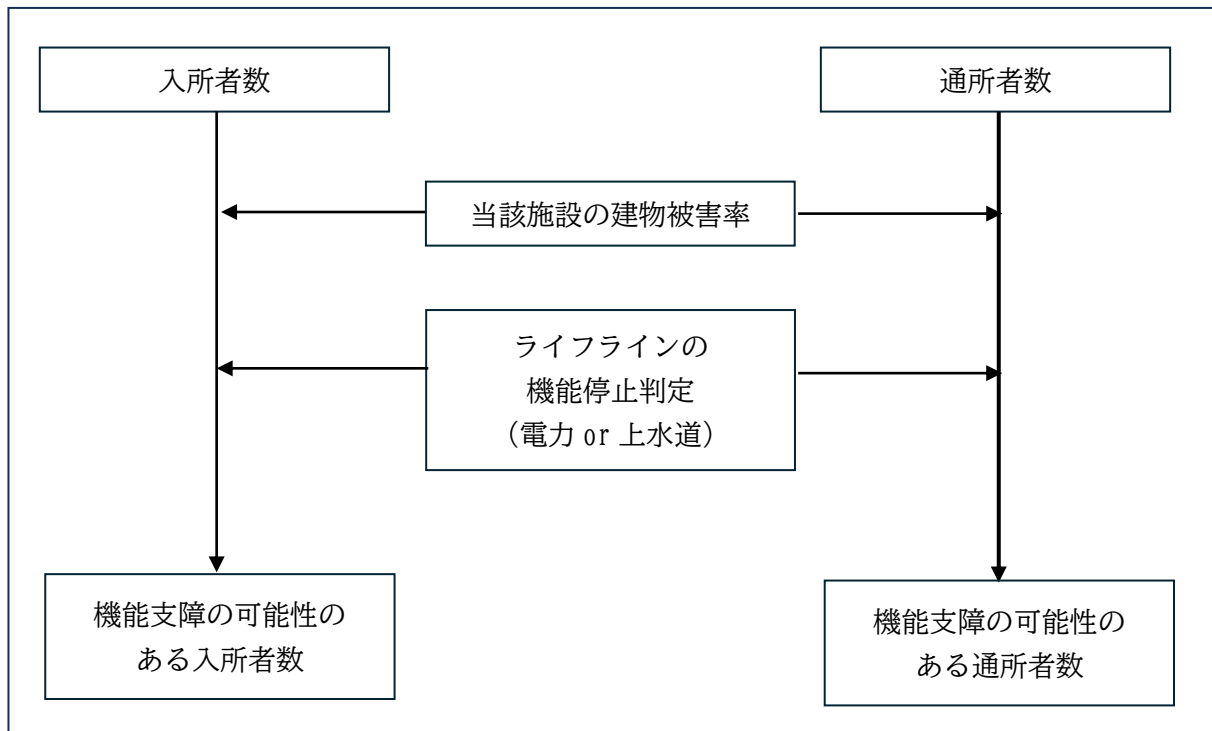 入所者数
通所者数
当該施設の建物被害率
ライフラインの
機能停止判定
（電力 or 上水道）
機能支障の可能性の
ある入所者数
機能支障の可能性の
ある通所者数